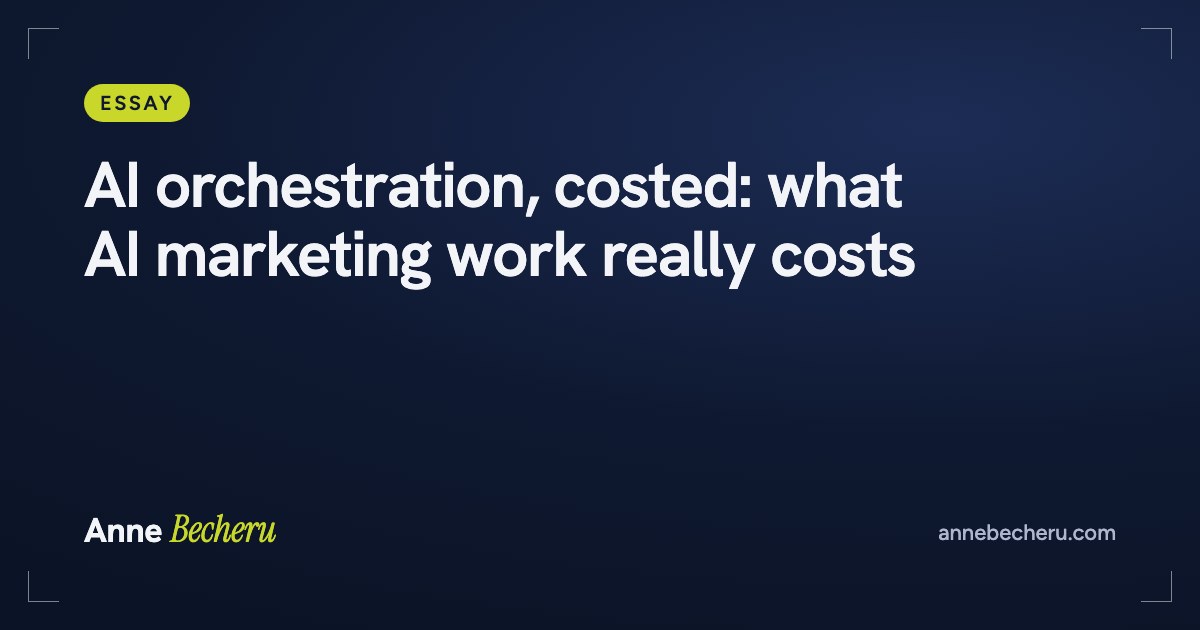 ESSAY
AI orchestration, costed: what
AI marketing work really costs
Anne Becheru
annebecheru.com